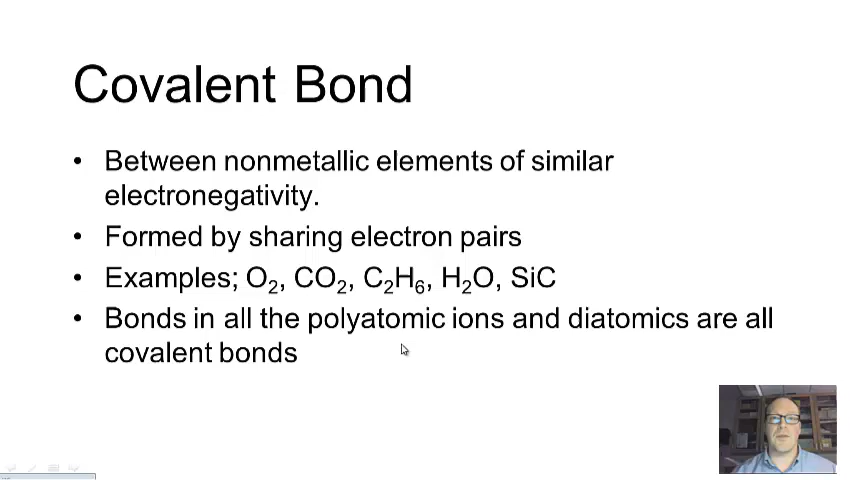 Covalent Bond
• Between nonmetallic elements of similar
electronegativity.
• Formed by sharing electron pairs
• Examples; O₂, CO₂, C₂H₆, H₂O, SiC
• Bonds in all the polyatomic ions and diatomics are all
covalent bonds